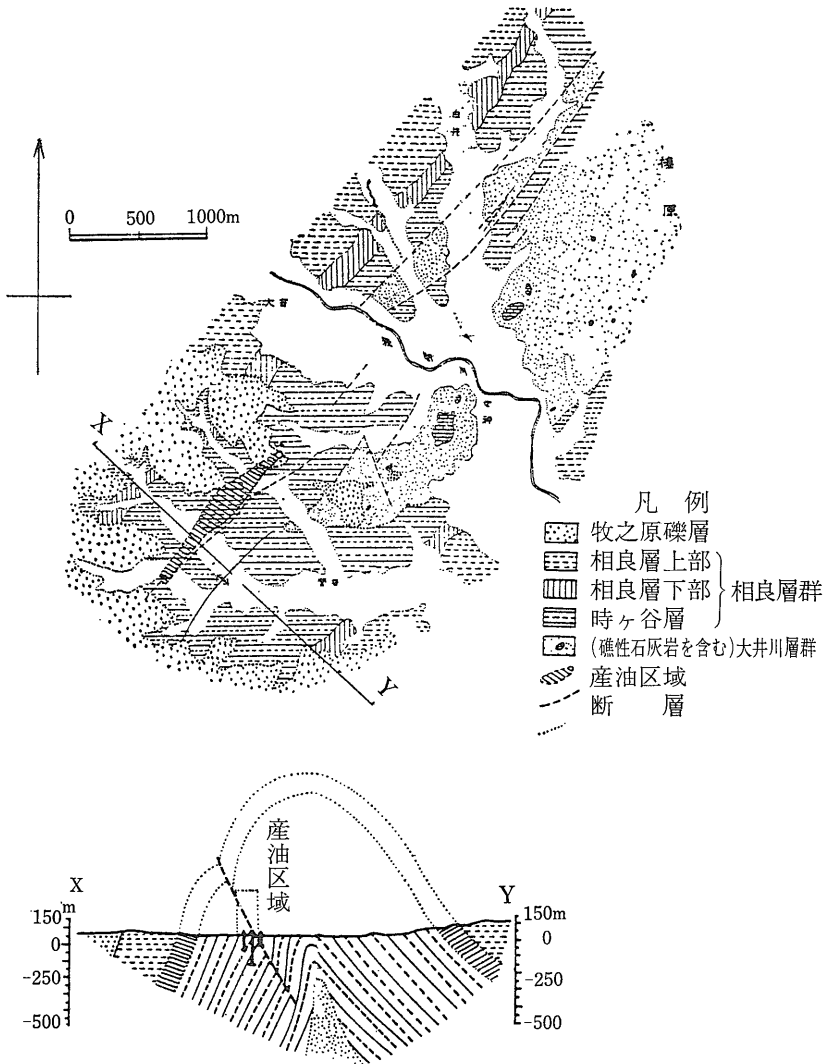 0 500 1000m
大沓
X
Y
凡例
牧之原礫層
相良層上部
相良層下部
時ヶ谷層
相良層群
(礁性石灰岩を含む)大井川層群
産油区域
断層
産油区域
X
Y
150m
0
-250
-500
150m
0
-250
-500